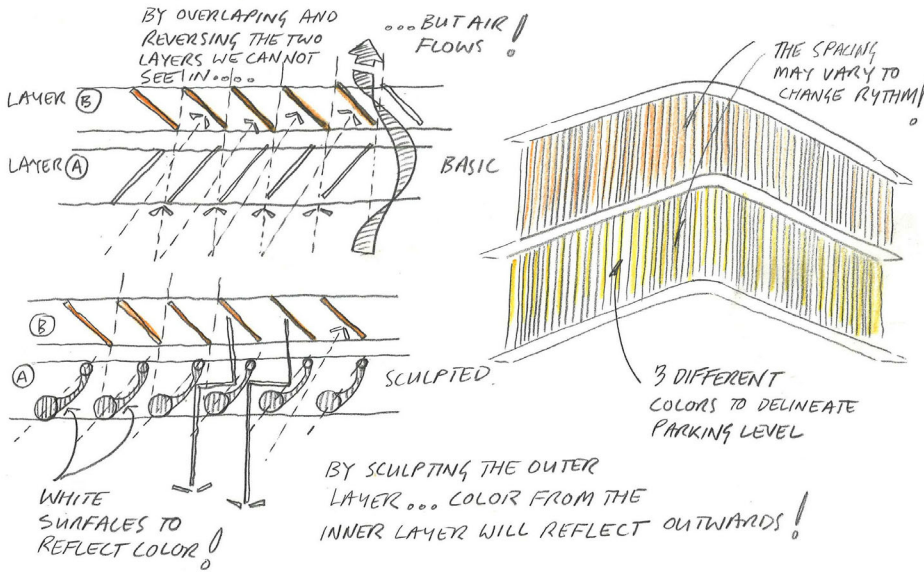 BY OVERLAPING AND
REVERSING THE TWO
LAYERS WE CANNOT
SEE IN....
...BUT AIR
FLOWS!
THE SPACING
MAY VARY TO
CHANGE RYTHM!
LAYER B
LAYER A
BASIC
B
A
SCULPTED
3 DIFFERENT
COLORS TO DELINEATE
PARKING LEVEL
WHITE
SURFACES TO
REFLECT COLOR!
BY SCULPTING THE OUTER
LAYER... COLOR FROM THE
INNER LAYER WILL REFLECT OUTWARDS!